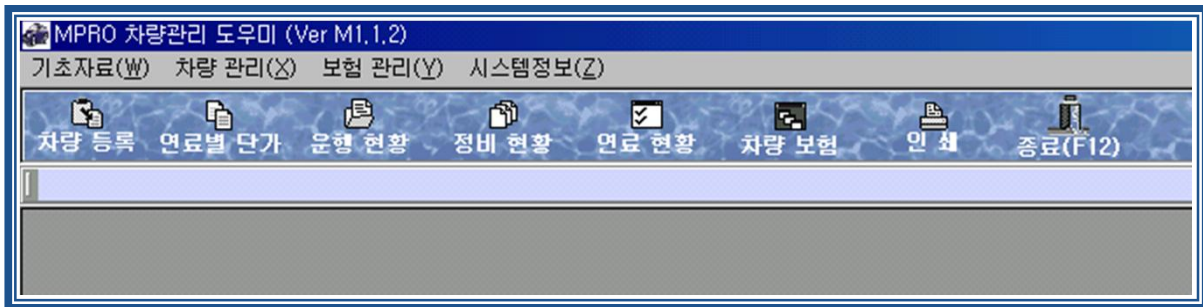 MPRO 차량관리 도우미 (Ver M1,1,2)
기초자료(W) 차량 관리(X) 보험 관리(Y) 시스템정보(Z)
차량 등록 연료별 단가 운행 현황 정비 현황 연료 현황 차량 보험 인 쇄 종료(F12)